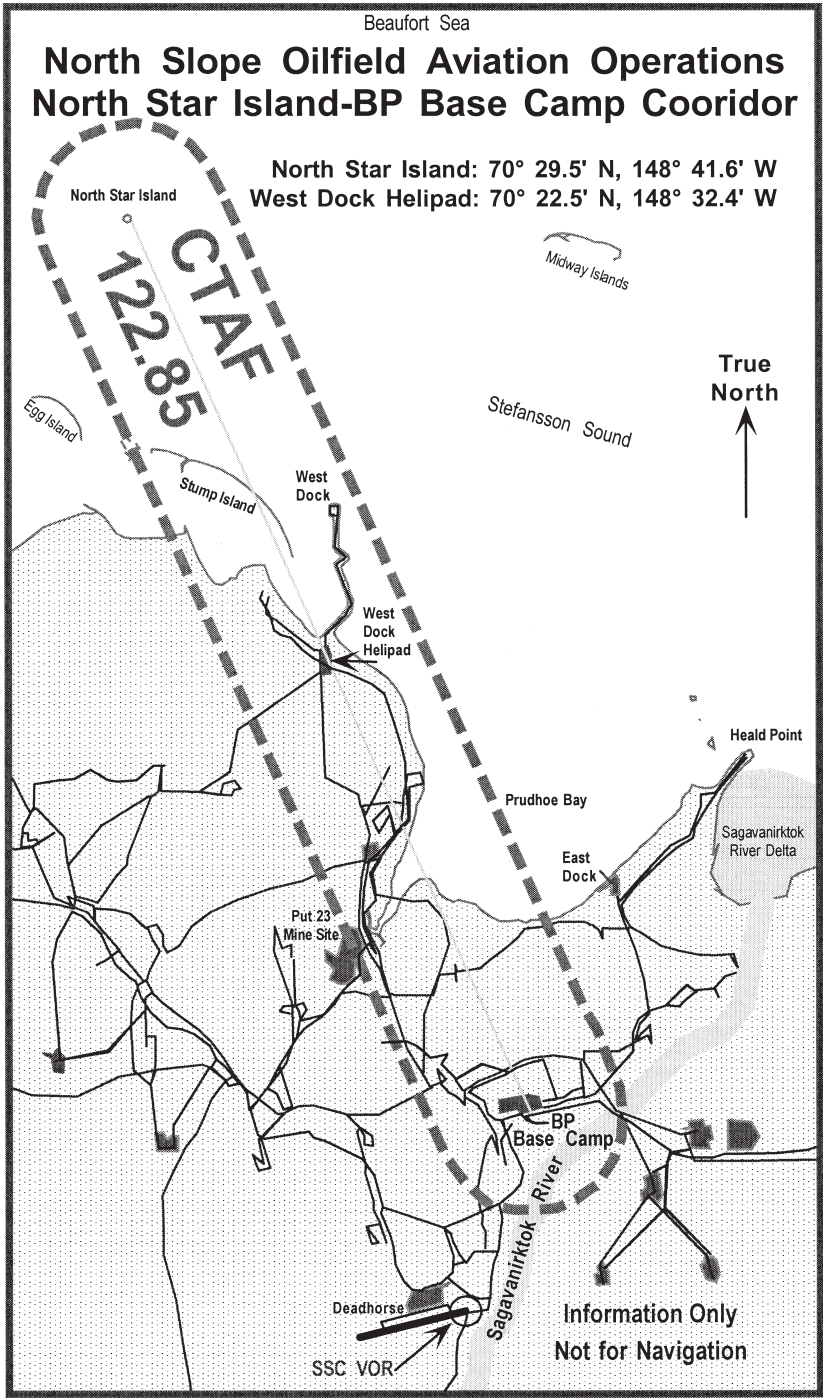 Beaufort Sea
North Slope Oilfield Aviation Operations
North Star Island-BP Base Camp Cooridor
North Star Island: 70° 29.5' N, 148° 41.6' W
West Dock Helipad: 70° 22.5' N, 148° 32.4' W
North Star Island
CTAF
122.85
Midway Islands
True
North
Egg Island
Stefansson Sound
Stump Island
West
Dock
West
Dock
Helipad
Heald Point
Prudhoe Bay
Sagavanirktok
River Delta
East
Dock
Put 23
Mine Site
BP
Base Camp
Sagavanirktok River
Deadhorse
SSC VOR
Information Only
Not for Navigation